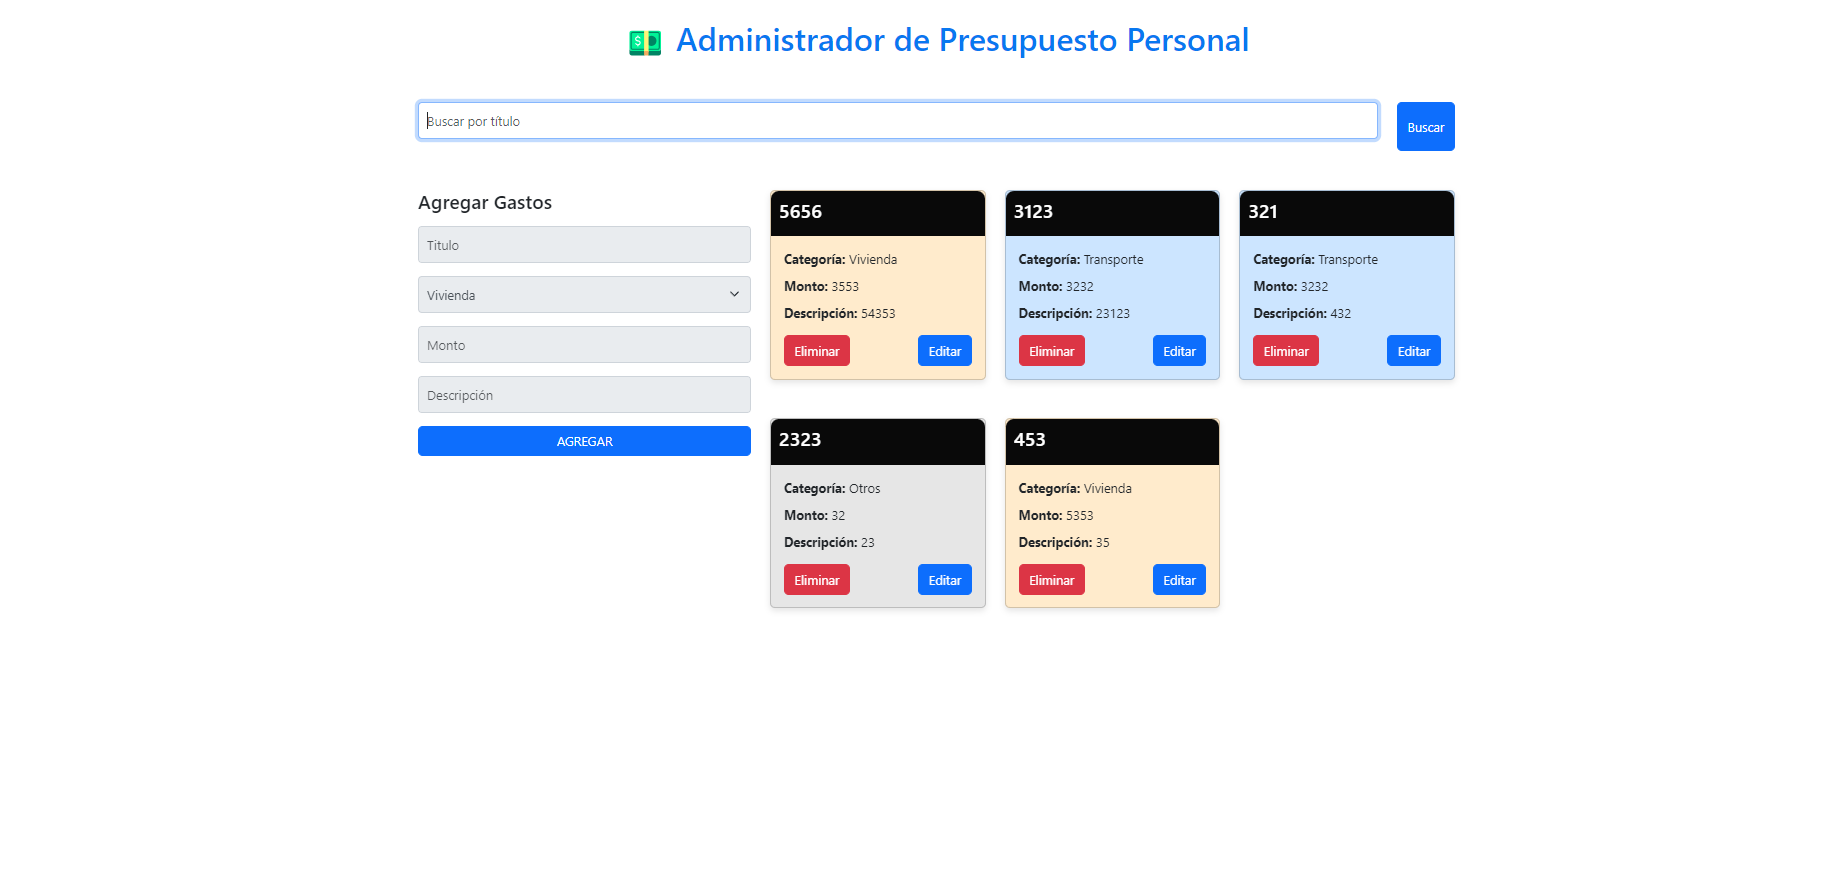 Administrador de Presupuesto Personal
Buscar por título
Buscar
Agregar Gastos
Titulo
Vivienda
Monto
Descripción
AGREGAR
5656
Categoría: Vivienda
Monto: 3553
Descripción: 54353
Eliminar
Editar
3123
Categoría: Transporte
Monto: 3232
Descripción: 23123
Eliminar
Editar
321
Categoría: Transporte
Monto: 3232
Descripción: 432
Eliminar
Editar
2323
Categoría: Otros
Monto: 32
Descripción: 23
Eliminar
Editar
453
Categoría: Vivienda
Monto: 5353
Descripción: 35
Eliminar
Editar